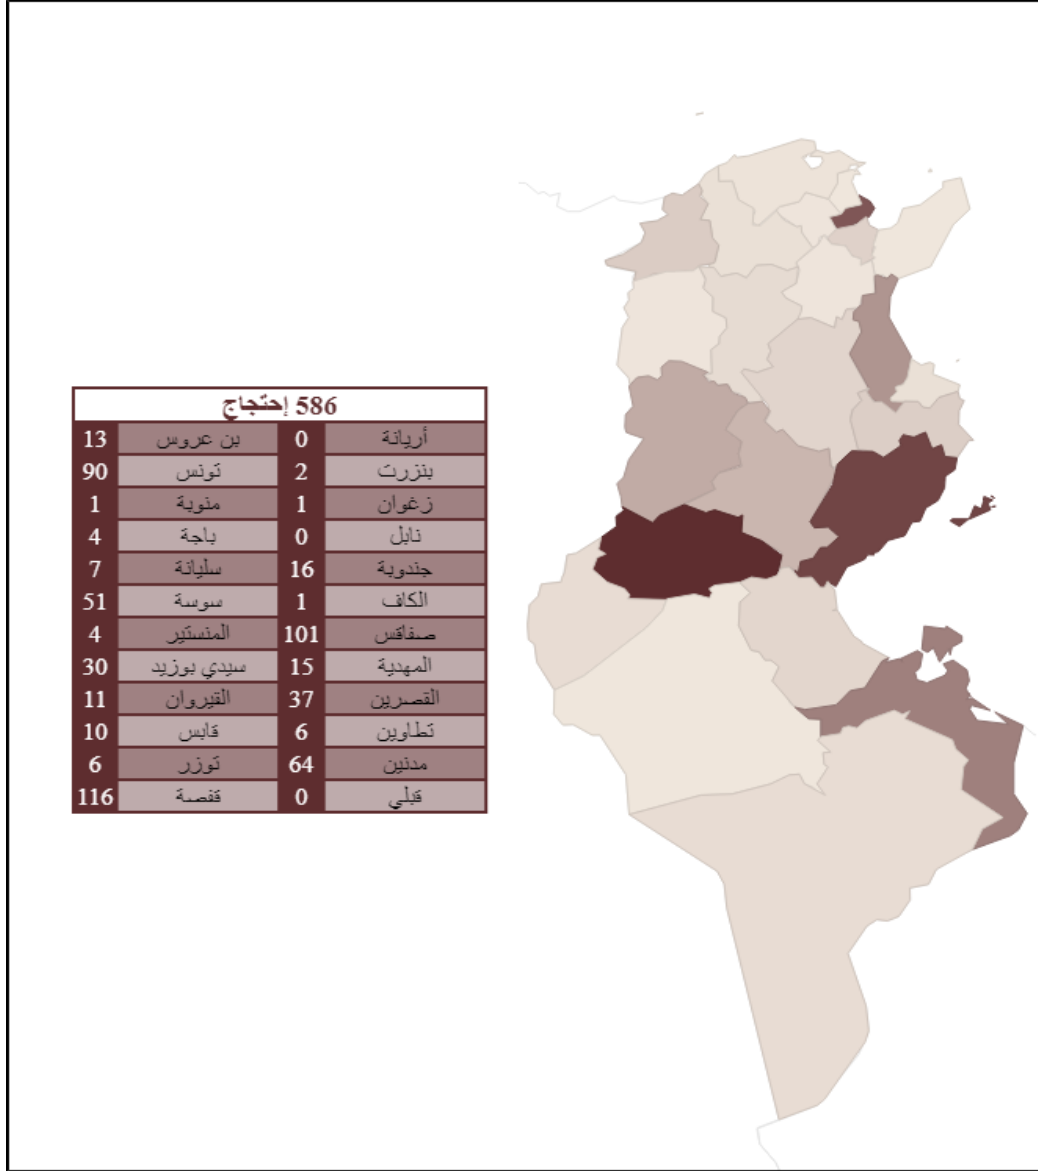 586 إحتجاج
أريانة 0 بن عروس 13
بنزرت 2 تونس 90
زغوان 1 منوبة 1
نابل 0 باجة 4
جندوبة 16 سليانة 7
الكاف 1 سوسة 51
صفاقس 101 المنستير 4
المهدية 15 سيدي بوزيد 30
القصرين 37 القيروان 11
تطاوين 6 قابس 10
مدنين 64 توزر 6
قبلي 0 قفصة 116